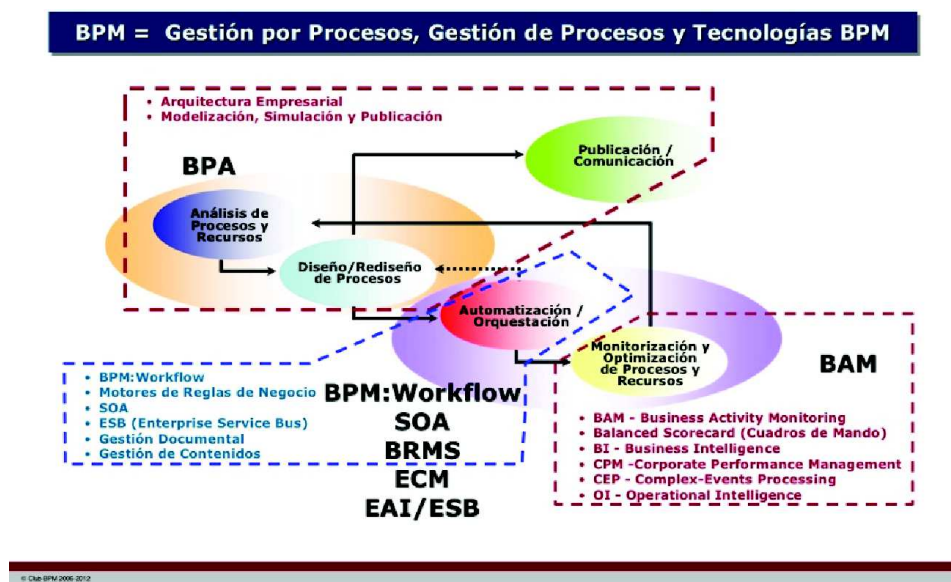 BPM = Gestión por Procesos, Gestión de Procesos y Tecnologías BPM
• Arquitectura Empresarial
• Modelización, Simulación y Publicación
BPA
Publicación /
Comunicación
Análisis de
Procesos y
Recursos
Diseño/Rediseño
de Procesos
Automatización /
Orquestación
Monitorización y
Optimización
de Procesos y
Recursos
BAM
• BPM:Workflow
• Motores de Reglas de Negocio
• SOA
• ESB (Enterprise Service Bus)
• Gestión Documental
• Gestión de Contenidos
BPM:Workflow
SOA
BRMS
ECM
EAI/ESB
• BAM - Business Activity Monitoring
• Balanced Scorecard (Cuadros de Mando)
• BI - Business Intelligence
• CPM -Corporate Performance Management
• CEP - Complex-Events Processing
• OI - Operational Intelligence
© Club BPM 2006-2012